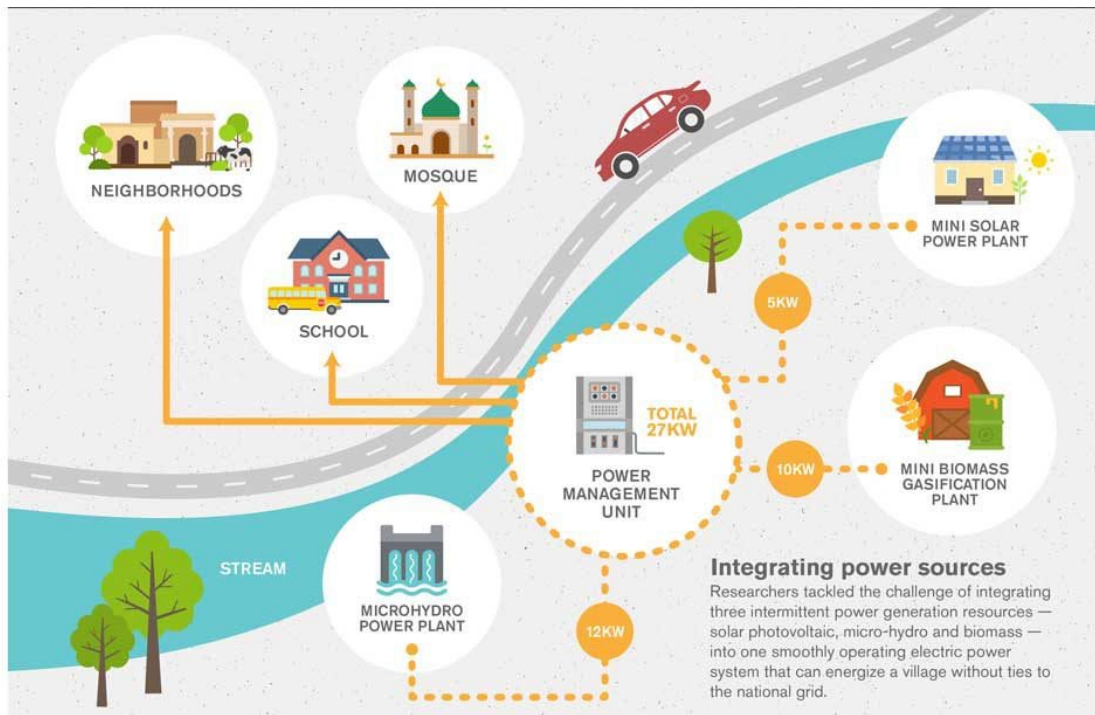 NEIGHBORHOODS
MOSQUE
SCHOOL
MINI SOLAR
POWER PLANT
5KW
TOTAL
27KW
POWER
MANAGEMENT
UNIT
10KW
MINI BIOMASS
GASIFICATION
PLANT
STREAM
MICROHYDRO
POWER PLANT
12KW
Integrating power sources
Researchers tackled the challenge of integrating
three intermittent power generation resources —
solar photovoltaic, micro-hydro and biomass —
into one smoothly operating electric power
system that can energize a village without ties to
the national grid.